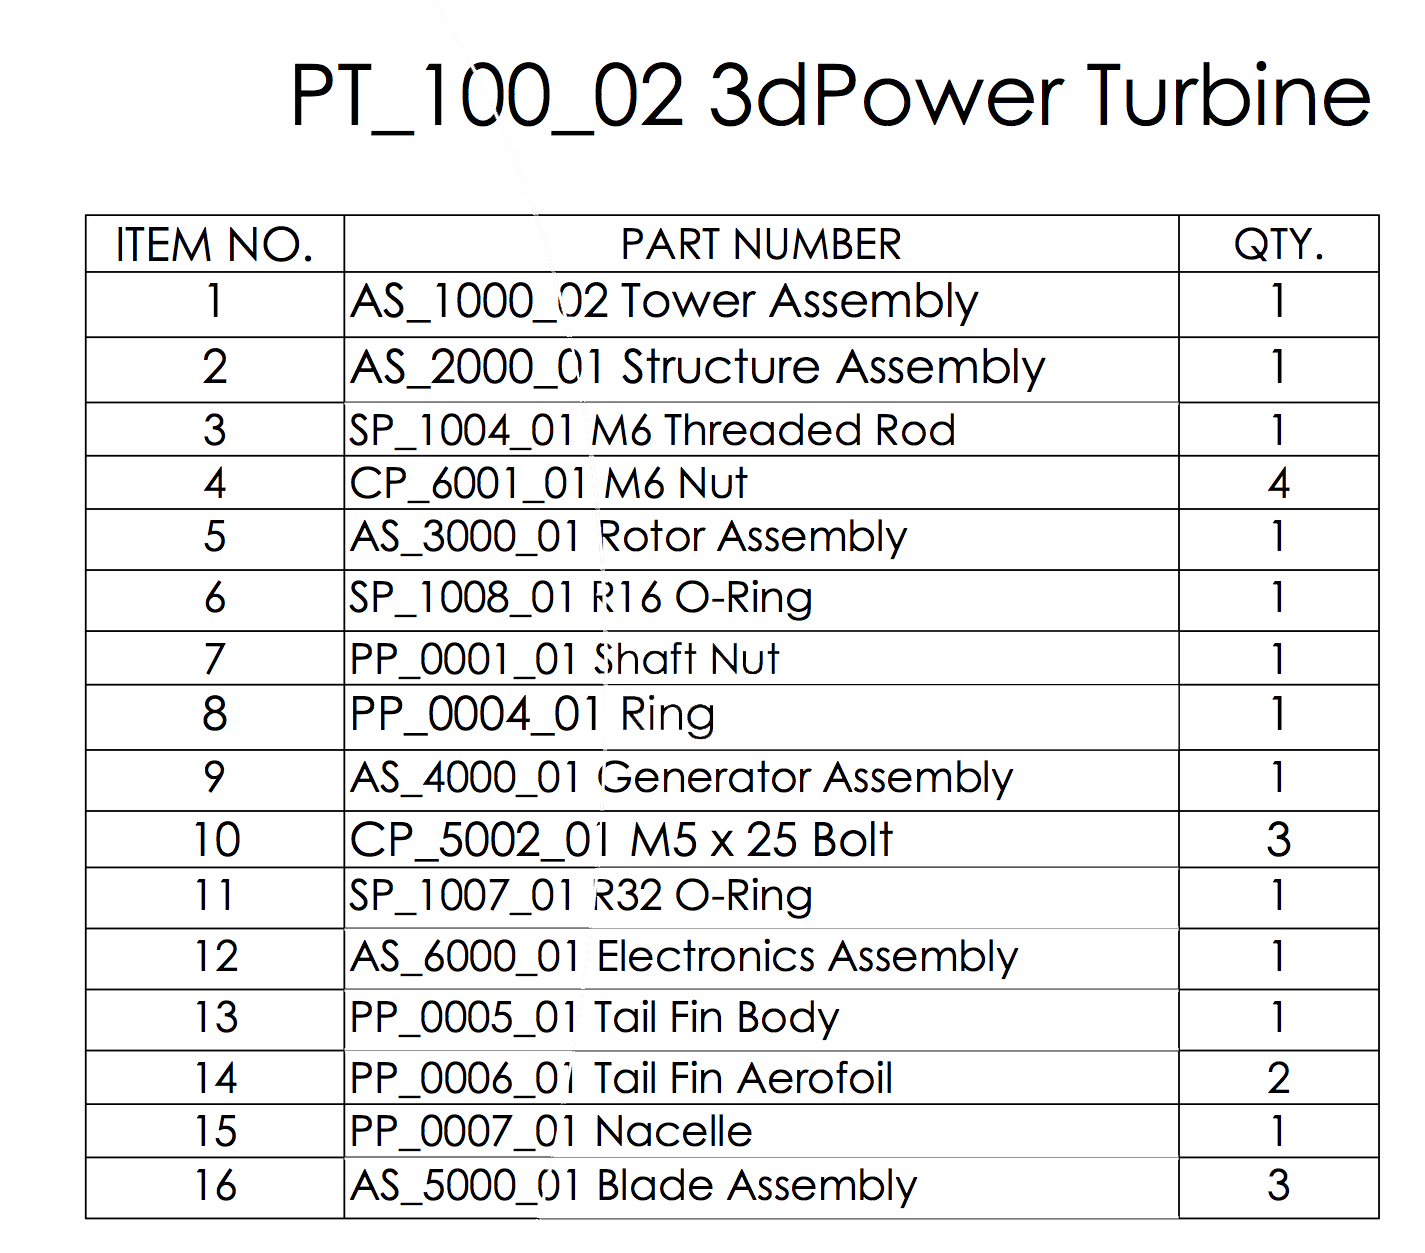 PT_100_02 3dPower Turbine
ITEM NO. PART NUMBER QTY.
1 AS_1000_02 Tower Assembly 1
2 AS_2000_01 Structure Assembly 1
3 SP_1004_01 M6 Threaded Rod 1
4 CP_6001_01 M6 Nut 4
5 AS_3000_01 Rotor Assembly 1
6 SP_1008_01 R16 O-Ring 1
7 PP_0001_01 Shaft Nut 1
8 PP_0004_01 Ring 1
9 AS_4000_01 Generator Assembly 1
10 CP_5002_01 M5 x 25 Bolt 3
11 SP_1007_01 R32 O-Ring 1
12 AS_6000_01 Electronics Assembly 1
13 PP_0005_01 Tail Fin Body 1
14 PP_0006_01 Tail Fin Aerofoil 2
15 PP_0007_01 Nacelle 1
16 AS_5000_01 Blade Assembly 3